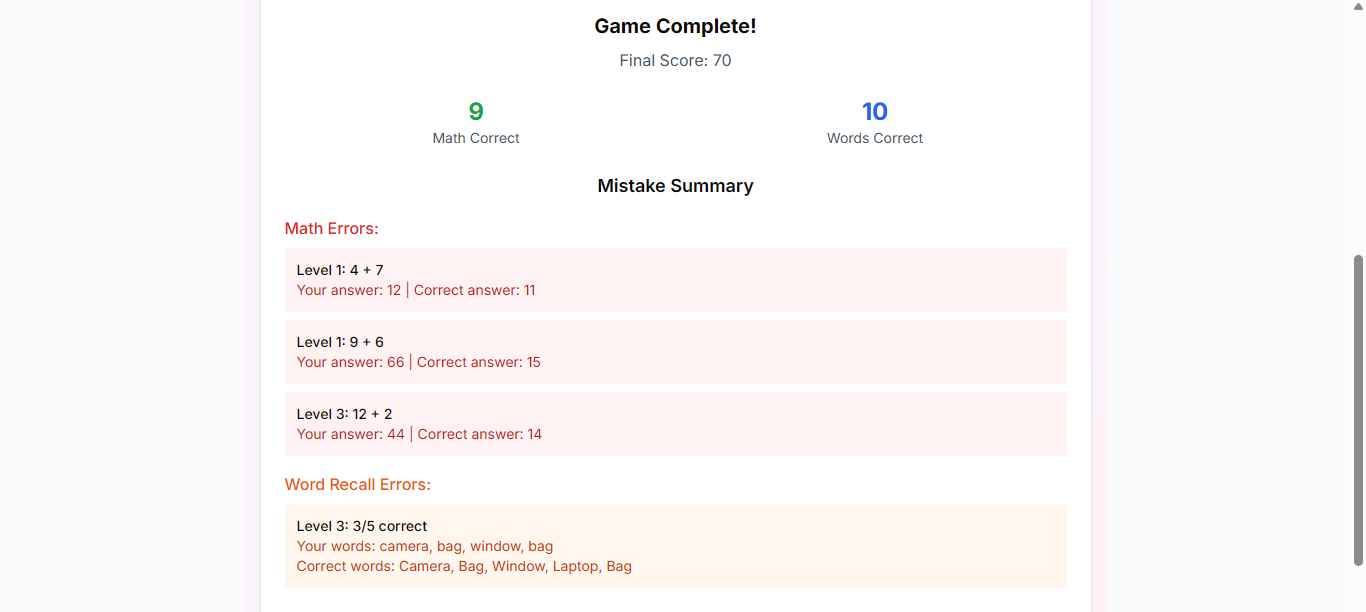 Game Complete!
Final Score: 70
9
Math Correct
10
Words Correct
Mistake Summary
Math Errors:
Level 1: 4 + 7
Your answer: 12 | Correct answer: 11
Level 1: 9 + 6
Your answer: 66 | Correct answer: 15
Level 3: 12 + 2
Your answer: 44 | Correct answer: 14
Word Recall Errors:
Level 3: 3/5 correct
Your words: camera, bag, window, bag
Correct words: Camera, Bag, Window, Laptop, Bag